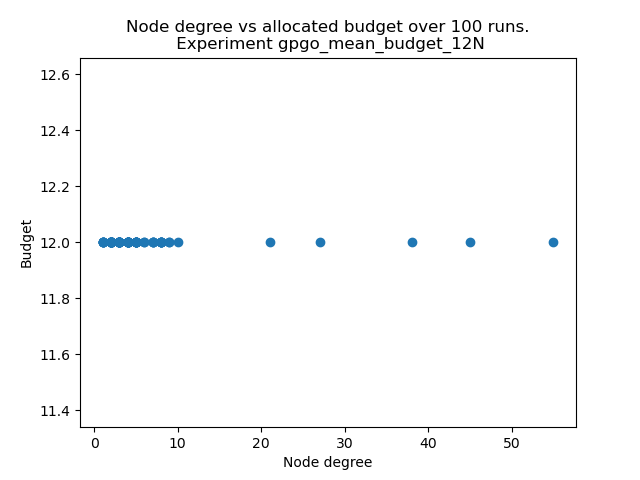 Node degree vs allocated budget over 100 runs.
Experiment gpgo_mean_budget_12N
12.6
12.4
12.2
12.0
11.8
11.6
11.4
Budget
0 10 20 30 40 50
Node degree